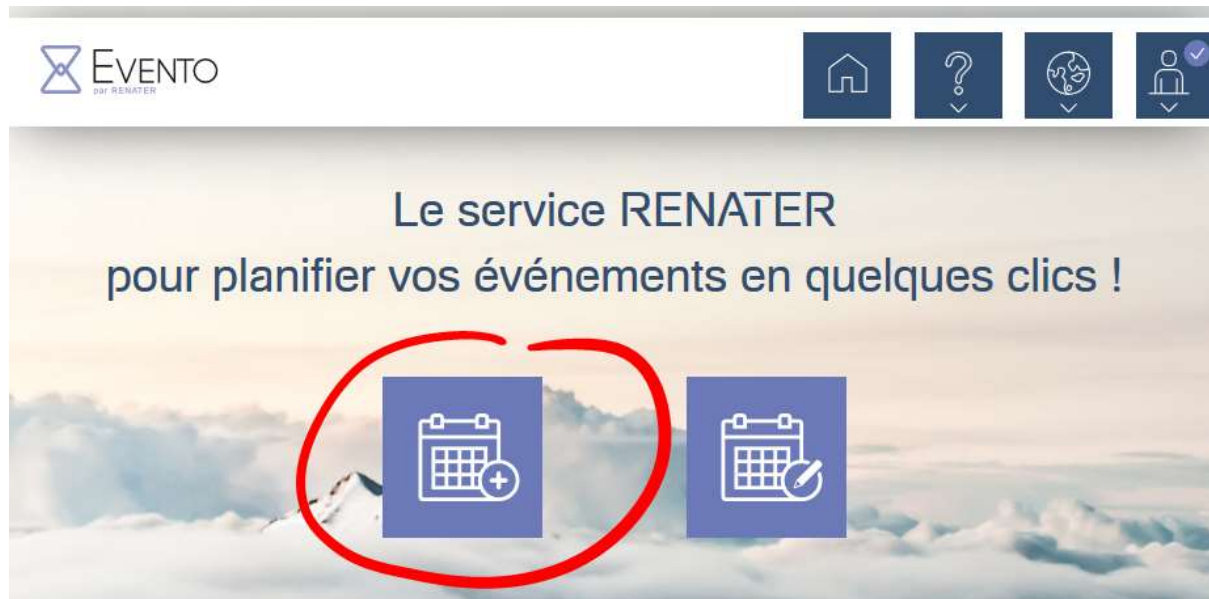 EVENTO
par RENATER
Le service RENATER
pour planifier vos événements en quelques clics !